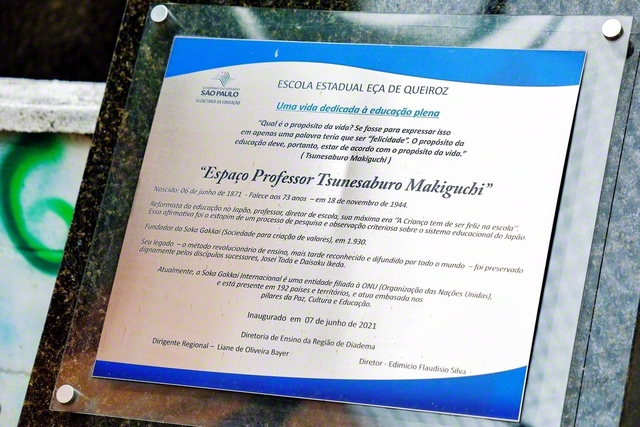 GOVERNO DO ESTADO
SÃO PAULO
SECRETARIA DA EDUCAÇÃO
ESCOLA ESTADUAL EÇA DE QUEIROZ
Uma vida dedicada à educação plena
"Qual é o propósito da vida? Se fosse para expressar isso
em apenas uma palavra teria que ser "felicidade". O propósito da
educação deve, portanto, estar de acordo com o propósito da vida."
( Tsunesaburo Makiguchi )
"Espaço Professor Tsunesaburo Makiguchi"
Nascido: 06 de junho de 1871 - Falece aos 73 anos – em 18 de novembro de 1944.
Reformista da educação no Japão, professor, diretor de escola, sua máxima era "A Criança tem de ser feliz na escola".
Essa afirmativa foi o estopim de um processo de pesquisa e observação criteriosa sobre o sistema educacional do Japão.
Fundador da Soka Gakkai (Sociedade para criação de valores), em 1.930.
Seu legado – o método revolucionário de ensino, mais tarde reconhecido e difundido por todo o mundo – foi preservado
dignamente pelos discípulos sucessores, Josei Toda e Daisaku Ikeda.
Atualmente, a Soka Gakkai Internacional é uma entidade filiada à ONU (Organização das Nações Unidas),
e está presente em 192 países e territórios, e atua embasada nos
pilares da Paz, Cultura e Educação.
Inaugurado em 07 de junho de 2021
Diretoria de Ensino da Região de Diadema
Dirigente Regional – Liane de Oliveira Bayer
Diretor - Edimicio Flaudisio Silva